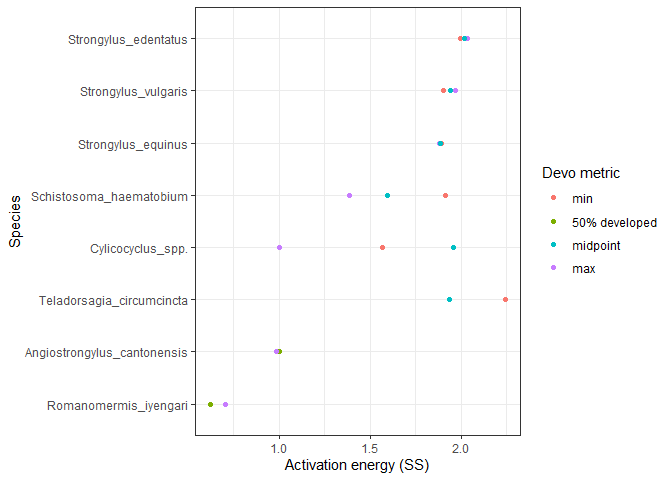 Strongylus_edentatus
Strongylus_vulgaris
Strongylus_equinus
Schistosoma_haematobium
Cylicocyclus_spp.
Teladorsagia_circumcincta
Angiostrongylus_cantonensis
Romanomermis_iyengari
Species
1.0 1.5 2.0
Activation energy (SS)
Devo metric
min
50% developed
midpoint
max